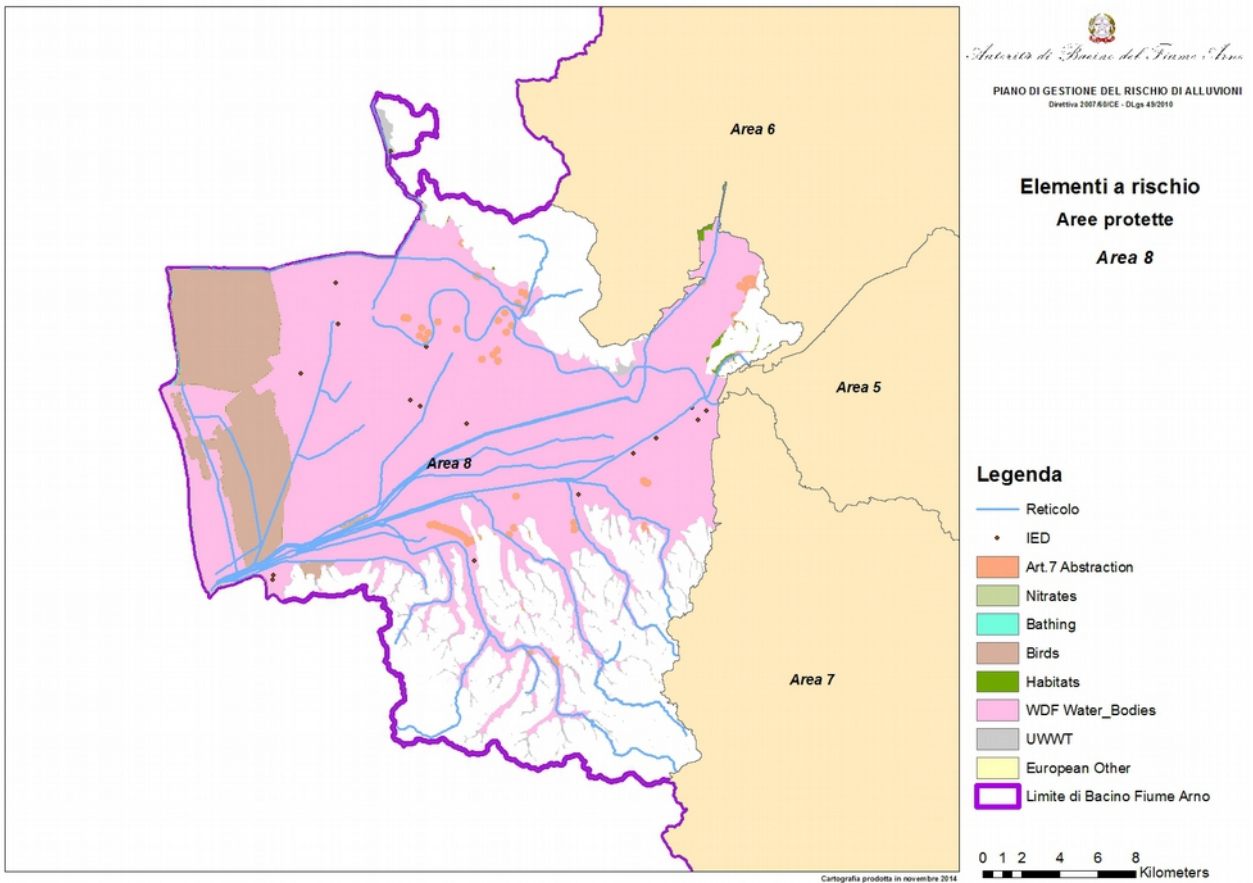 Autorità di Bacino del Fiume Arno
PIANO DI GESTIONE DEL RISCHIO DI ALLUVIONI
Direttiva 2007/60/CE - DLgs 49/2010
Elementi a rischio
Aree protette
Area 8
Area 6
Area 5
Area 8
Area 7
Legenda
Reticolo
IED
Art.7 Abstraction
Nitrates
Bathing
Birds
Habitats
WDF Water_Bodies
UWWT
European Other
Limite di Bacino Fiume Arno
0 1 2 4 6 8
Kilometers
Cartografia prodotta in novembre 2014